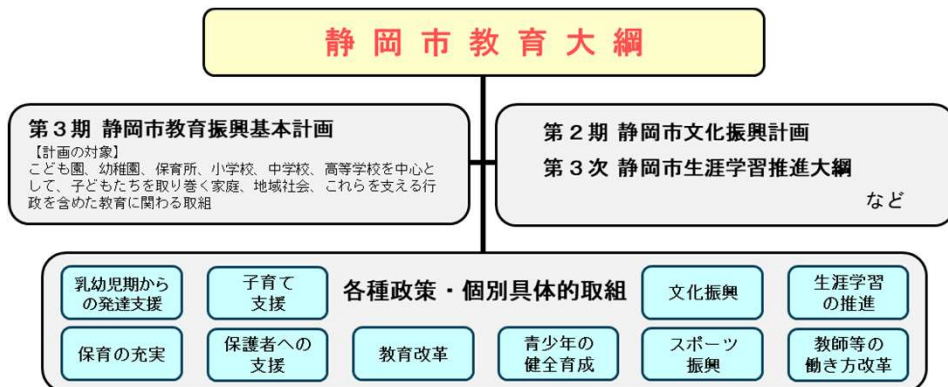 静岡市教育大綱
第３期 静岡市教育振興基本計画
【計画の対象】
こども園、幼稚園、保育所、小学校、中学校、高等学校を中心と
して、子どもたちを取り巻く家庭、地域社会、これらを支える行
政を含めた教育に関わる取組
第２期 静岡市文化振興計画
第３次 静岡市生涯学習推進大綱
など
各種政策・個別具体的取組
乳幼児期から
の発達支援
子育て
支援
文化振興
生涯学習
の推進
保育の充実
保護者への
支援
教育改革
青少年の
健全育成
スポーツ
振興
教師等の
働き方改革